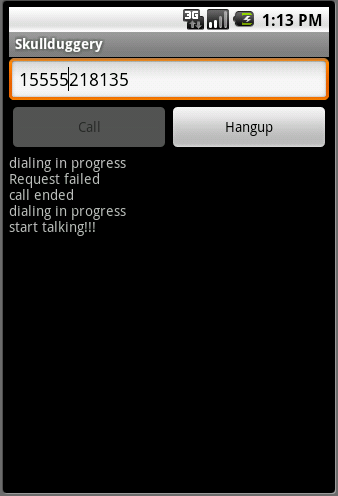 3G 1:13 PM
Skullduggery
15555218135
Call Hangup
dialing in progress
Request failed
call ended
dialing in progress
start talking!!!